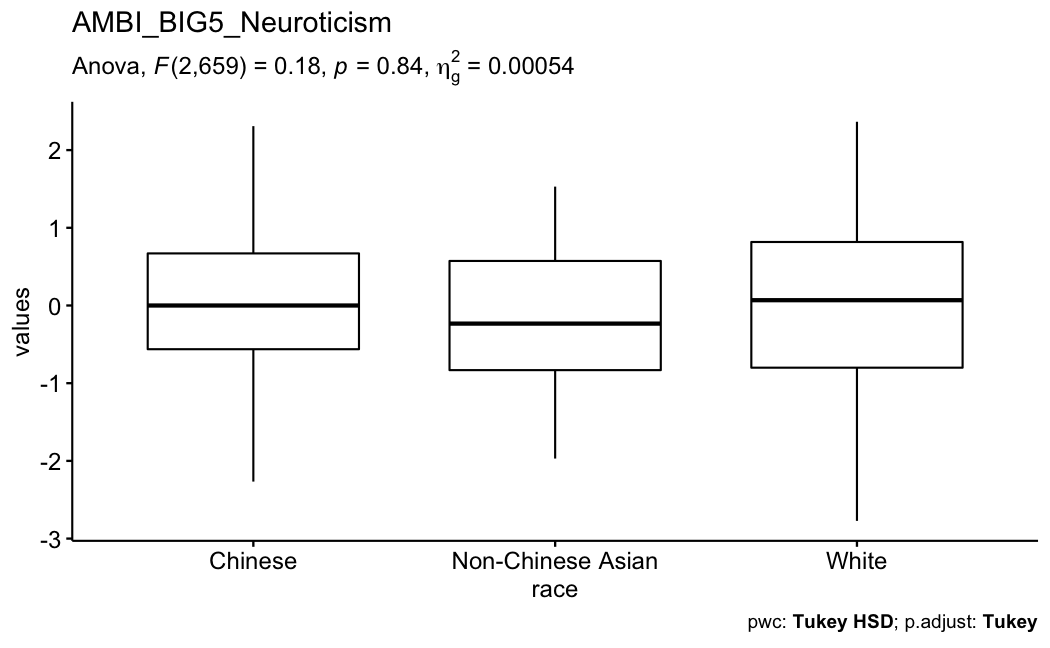 AMBI_BIG5_Neuroticism
Anova, F(2,659) = 0.18, p = 0.84, η²g = 0.00054
values
2
1
0
-1
-2
-3
Chinese
Non-Chinese Asian
White
race
pwc: Tukey HSD; p.adjust: Tukey